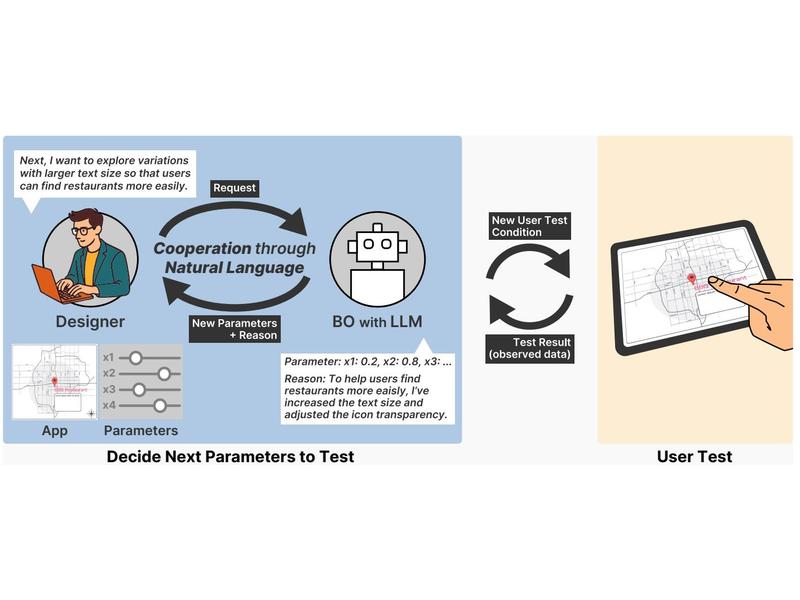 Next, I want to explore variations
with larger text size so that users
can find restaurants more easily.
Request
Cooperation through
Natural Language
New Parameters
+ Reason
Designer
BO with LLM
Parameter: x1: 0.2, x2: 0.8, x3: ...
Reason: To help users find
restaurants more eaisly, I've
increased the text size and
adjusted the icon transparency.
x1
x2
x3
x4
App
Parameters
Decide Next Parameters to Test
New User Test
Condition
Test Result
(observed data)
User Test